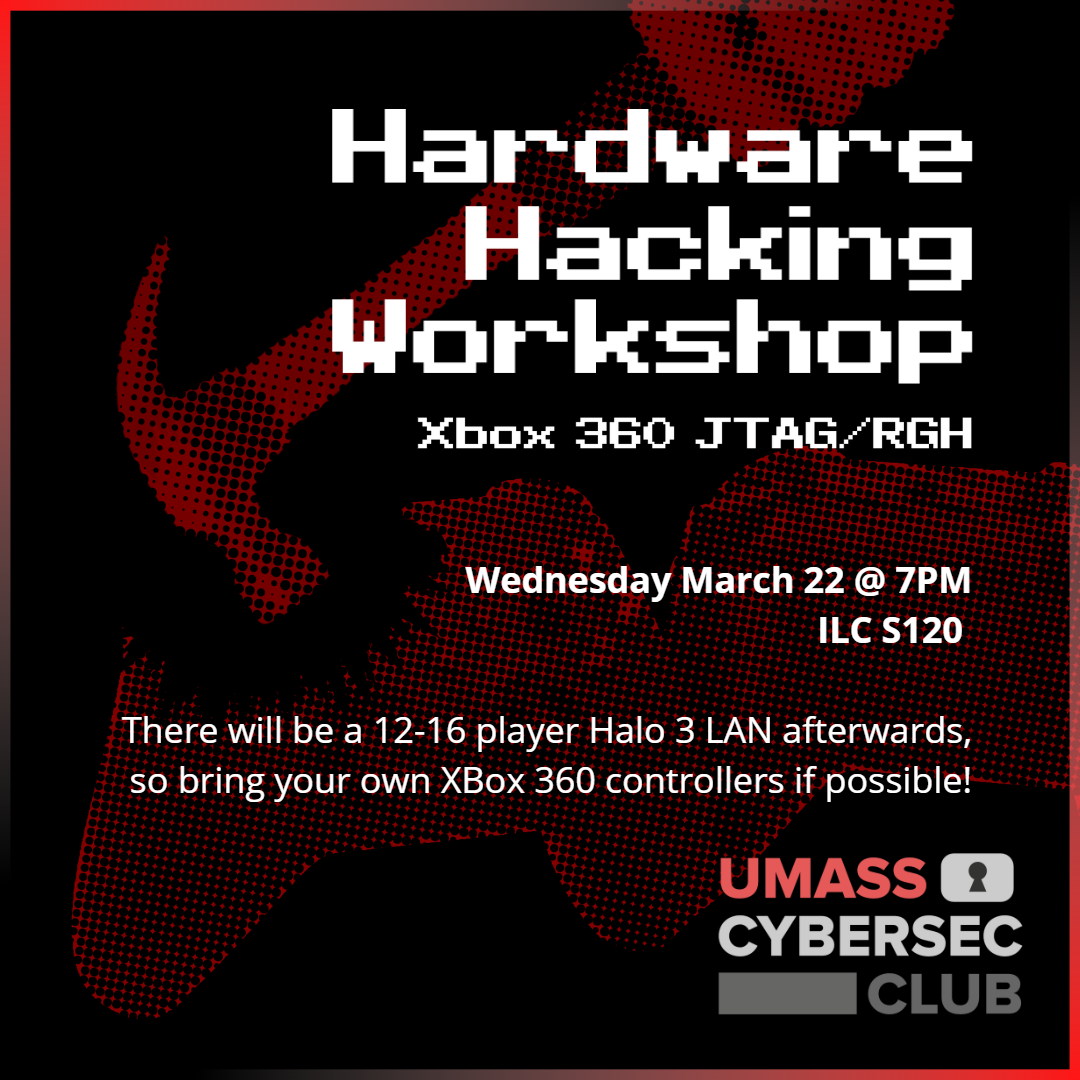 Hardware
Hacking
Workshop
Xbox 360 JTAG/RGH
Wednesday March 22 @ 7PM
ILC S120
There will be a 12-16 player Halo 3 LAN afterwards,
so bring your own XBox 360 controllers if possible!
UMASS
CYBERSEC
CLUB